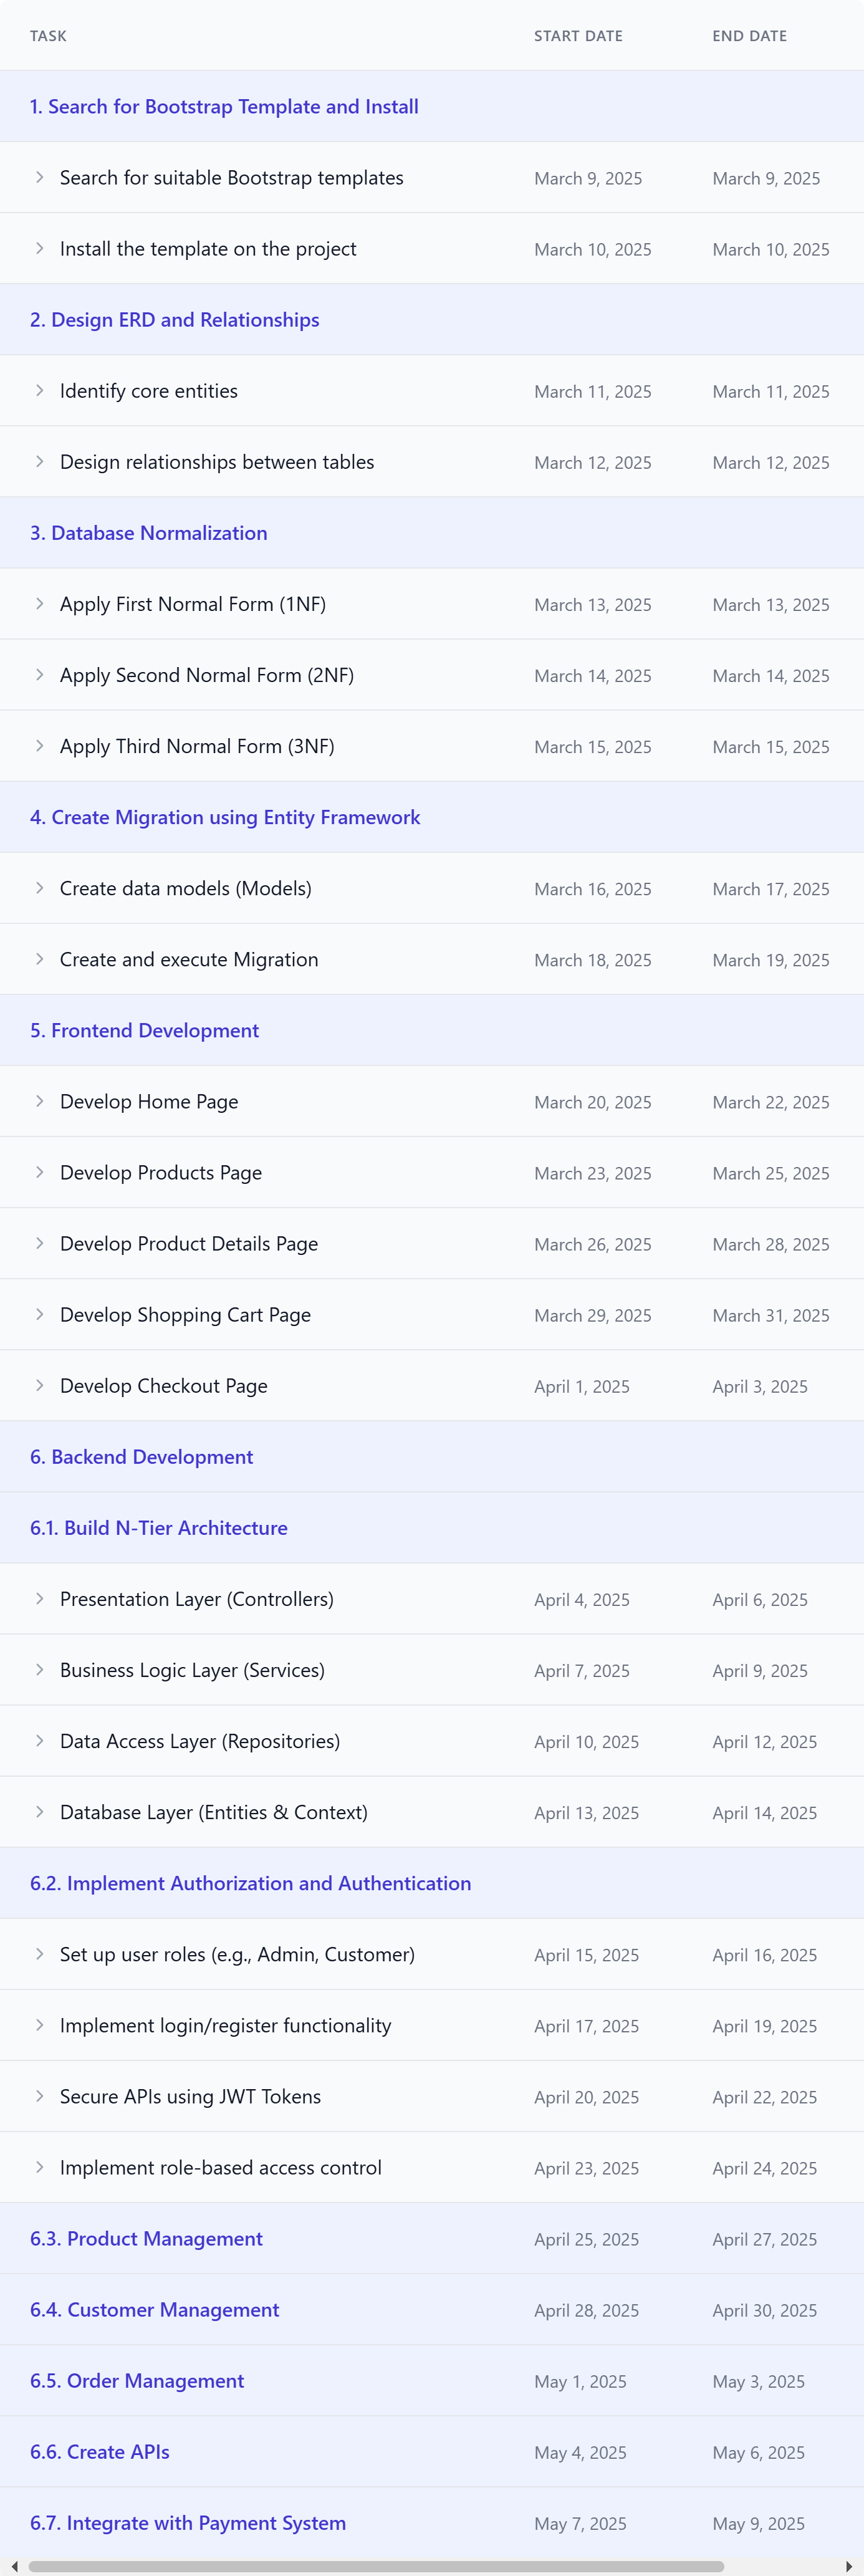 TASK START DATE END DATE
1. Search for Bootstrap Template and Install
Search for suitable Bootstrap templates March 9, 2025 March 9, 2025
Install the template on the project March 10, 2025 March 10, 2025
2. Design ERD and Relationships
Identify core entities March 11, 2025 March 11, 2025
Design relationships between tables March 12, 2025 March 12, 2025
3. Database Normalization
Apply First Normal Form (1NF) March 13, 2025 March 13, 2025
Apply Second Normal Form (2NF) March 14, 2025 March 14, 2025
Apply Third Normal Form (3NF) March 15, 2025 March 15, 2025
4. Create Migration using Entity Framework
Create data models (Models) March 16, 2025 March 17, 2025
Create and execute Migration March 18, 2025 March 19, 2025
5. Frontend Development
Develop Home Page March 20, 2025 March 22, 2025
Develop Products Page March 23, 2025 March 25, 2025
Develop Product Details Page March 26, 2025 March 28, 2025
Develop Shopping Cart Page March 29, 2025 March 31, 2025
Develop Checkout Page April 1, 2025 April 3, 2025
6. Backend Development
6.1. Build N-Tier Architecture
Presentation Layer (Controllers) April 4, 2025 April 6, 2025
Business Logic Layer (Services) April 7, 2025 April 9, 2025
Data Access Layer (Repositories) April 10, 2025 April 12, 2025
Database Layer (Entities & Context) April 13, 2025 April 14, 2025
6.2. Implement Authorization and Authentication
Set up user roles (e.g., Admin, Customer) April 15, 2025 April 16, 2025
Implement login/register functionality April 17, 2025 April 19, 2025
Secure APIs using JWT Tokens April 20, 2025 April 22, 2025
Implement role-based access control April 23, 2025 April 24, 2025
6.3. Product Management April 25, 2025 April 27, 2025
6.4. Customer Management April 28, 2025 April 30, 2025
6.5. Order Management May 1, 2025 May 3, 2025
6.6. Create APIs May 4, 2025 May 6, 2025
6.7. Integrate with Payment System May 7, 2025 May 9, 2025